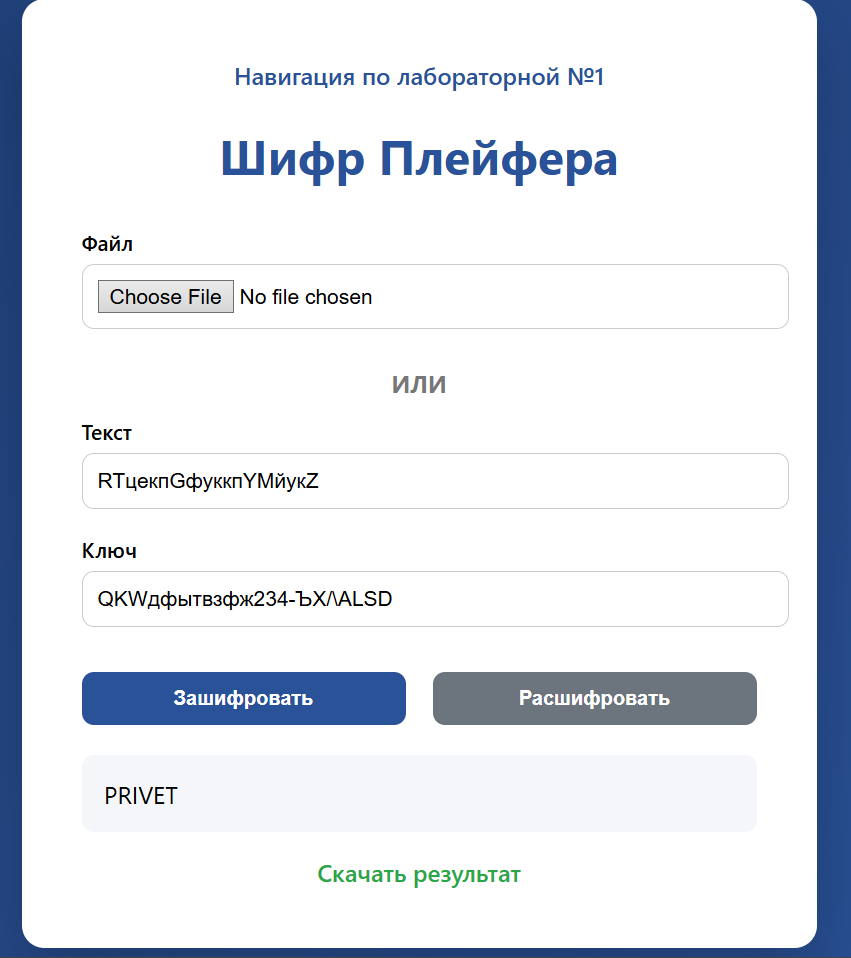 Навигация по лабораторной №1
Шифр Плейфера
Файл
Choose File No file chosen
ИЛИ
Текст
RTцекпGфуккпYMйукZ
Ключ
QKWдфытвзфж234-ЪХ/\ALSD
Зашифровать Расшифровать
PRIVET
Скачать результат